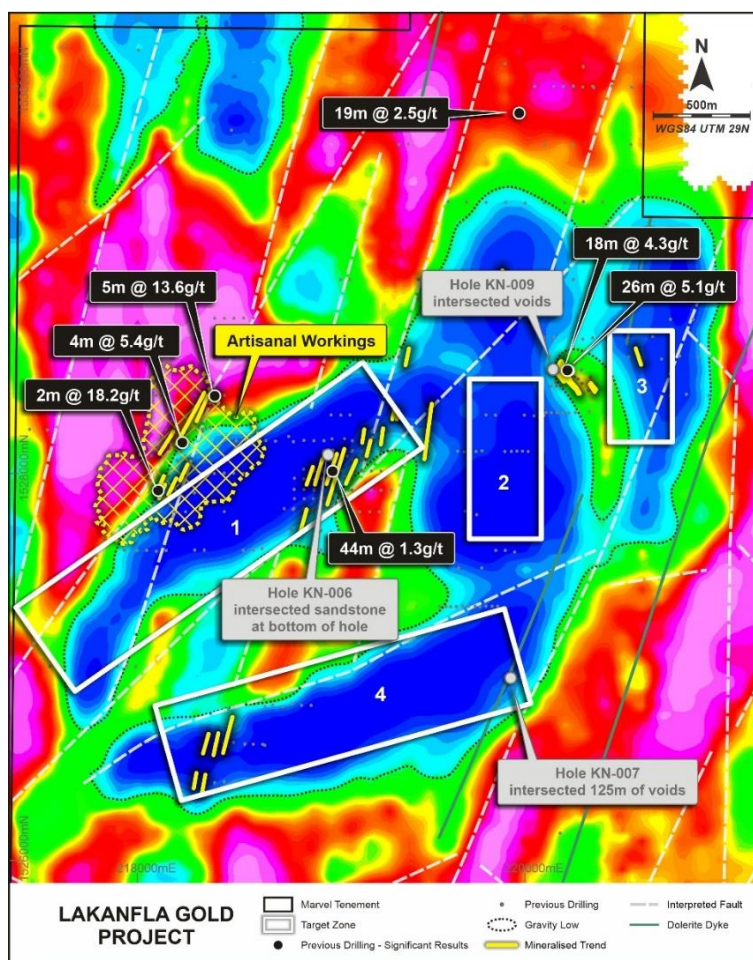 N
500m
WGS84 UTM 29N
19m @ 2.5g/t
18m @ 4.3g/t
Hole KN-009
intersected voids
26m @ 5.1g/t
5m @ 13.6g/t
4m @ 5.4g/t
Artisanal Workings
2m @ 18.2g/t
3
1528000mN
2
1
44m @ 1.3g/t
Hole KN-006
intersected sandstone
at bottom of hole
4
Hole KN-007
intersected 125m of voids
1526000mN
218000mE
220000mE
LAKANFLA GOLD
PROJECT
Marvel Tenement
Target Zone
Previous Drilling - Significant Results
Previous Drilling
Gravity Low
Mineralised Trend
Interpreted Fault
Dolerite Dyke